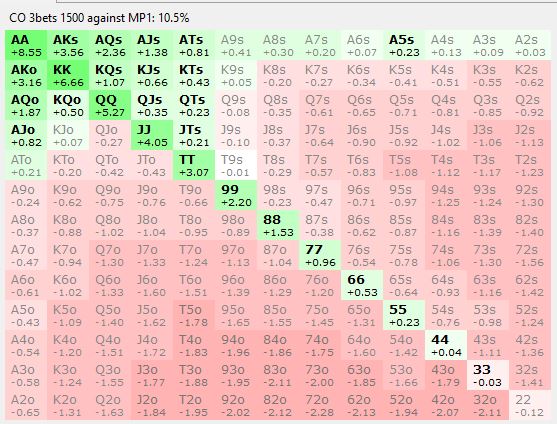 CO 3bets 1500 against MP1: 10.5%
AA AKs AQs AJs ATs A9s A8s A7s A6s A5s A4s A3s A2s
+8.55 +3.56 +2.36 +1.38 +0.81 +0.41 +0.30 +0.20 +0.07 +0.23 +0.13 +0.09 +0.03
AKo KK KQs KJs KTs K9s K8s K7s K6s K5s K4s K3s K2s
+3.16 +6.66 +1.07 +0.66 +0.43 +0.05 -0.20 -0.27 -0.34 -0.41 -0.51 -0.55 -0.62
AQo KQo QQ QJs QTs Q9s Q8s Q7s Q6s Q5s Q4s Q3s Q2s
+1.87 +0.50 +5.27 +0.35 +0.23 -0.08 -0.35 -0.61 -0.65 -0.71 -0.81 -0.85 -0.92
AJo KJo QJo JJ JTs J9s J8s J7s J6s J5s J4s J3s J2s
+0.82 +0.07 -0.27 +4.05 +0.21 -0.10 -0.37 -0.64 -0.90 -0.92 -1.02 -1.06 -1.13
ATo KTo QTo JTo TT T9s T8s T7s T6s T5s T4s T3s T2s
+0.21 -0.20 -0.42 -0.43 +3.07 -0.01 -0.29 -0.57 -0.83 -1.08 -1.12 -1.17 -1.23
A9o K9o Q9o J9o T9o 99 98s 97s 96s 95s 94s 93s 92s
-0.24 -0.62 -0.75 -0.76 -0.66 +2.20 -0.23 -0.47 -0.71 -0.97 -1.25 -1.24 -1.30
A8o K8o Q8o J8o T8o 98o 88 87s 86s 85s 84s 83s 82s
-0.37 -0.88 -1.02 -1.04 -0.95 -0.89 +1.53 -0.38 -0.62 -0.87 -1.16 -1.39 -1.40
A7o K7o Q7o J7o T7o 97o 87o 77 76s 75s 74s 73s 72s
-0.47 -0.94 -1.30 -1.33 -1.24 -1.13 -1.04 +0.96 -0.54 -0.78 -1.06 -1.30 -1.56
A6o K6o Q6o J6o T6o 96o 86o 76o 66 65s 64s 63s 62s
-0.61 -1.02 -1.33 -1.60 -1.51 -1.39 -1.29 -1.20 +0.53 -0.64 -0.93 -1.16 -1.42
A5o K5o Q5o J5o T5o 95o 85o 75o 65o 55 54s 53s 52s
-0.43 -1.09 -1.40 -1.62 -1.78 -1.65 -1.55 -1.45 -1.31 +0.23 -0.76 -0.98 -1.24
A4o K4o Q4o J4o T4o 94o 84o 74o 64o 54o 44 43s 42s
-0.54 -1.20 -1.51 -1.72 -1.83 -1.96 -1.86 -1.75 -1.60 -1.42 +0.04 -1.11 -1.36
A3o K3o Q3o J3o T3o 93o 83o 73o 63o 53o 43o 33 32s
-0.58 -1.24 -1.55 -1.77 -1.88 -1.95 -2.11 -2.00 -1.85 -1.66 -1.79 -0.03 -1.41
A2o K2o Q2o J2o T2o 92o 82o 72o 62o 52o 42o 32o 22
-0.65 -1.31 -1.63 -1.84 -1.95 -2.02 -2.12 -2.28 -2.13 -1.94 -2.07 -2.11 -0.12